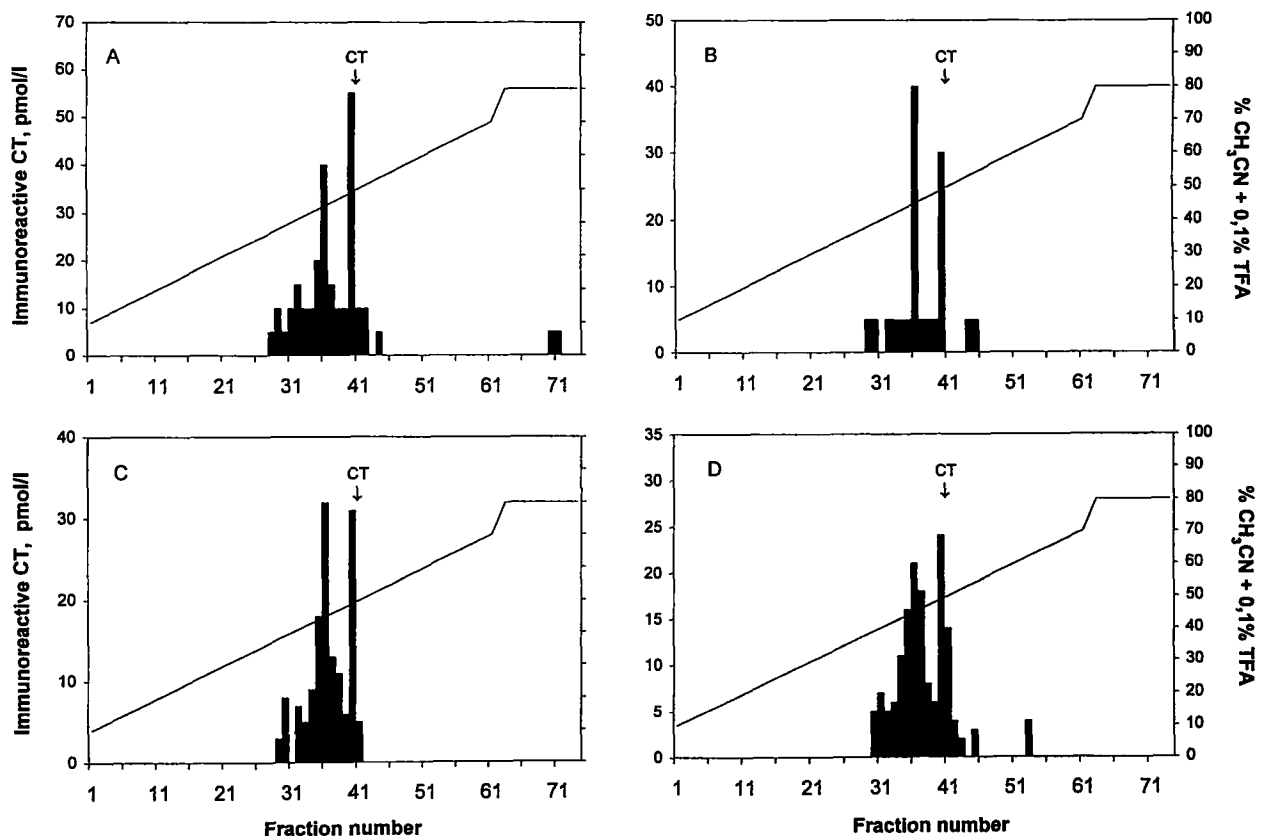 Immunoreactive CT, pmol/l
70
60
50
40
30
20
10
0
A
CT
1 11 21 31 41 51 61 71
50
40
30
20
10
0
B
CT
1 11 21 31 41 51 61 71
100
90
80
70
60
50
40
30
20
10
0
% CH₃CN + 0,1% TFA
Immunoreactive CT, pmol/l
40
30
20
10
0
C
CT
1 11 21 31 41 51 61 71
Fraction number
35
30
25
20
15
10
5
0
D
CT
1 11 21 31 41 51 61 71
Fraction number
100
90
80
70
60
50
40
30
20
10
0
% CH₃CN + 0,1% TFA